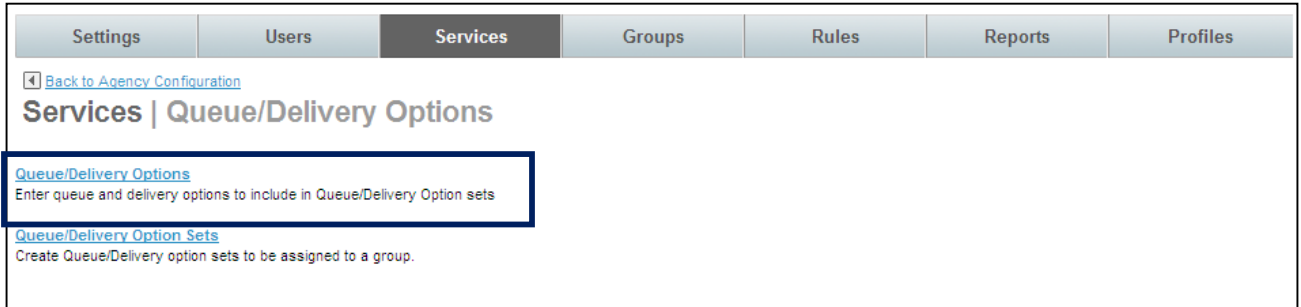 Settings Users Services Groups Rules Reports Profiles
Back to Agency Configuration
Services | Queue/Delivery Options
Queue/Delivery Options
Enter queue and delivery options to include in Queue/Delivery Option sets
Queue/Delivery Option Sets
Create Queue/Delivery option sets to be assigned to a group.